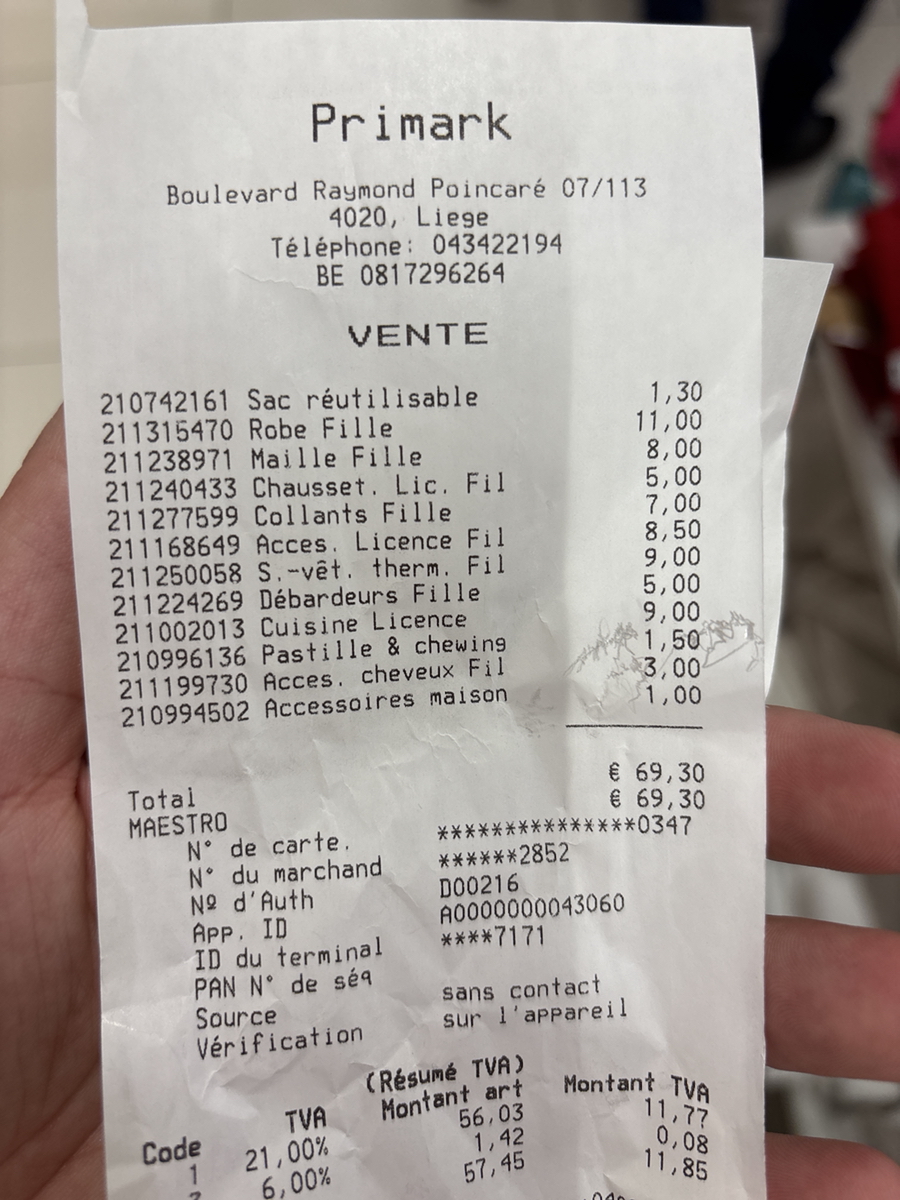 Primark
Boulevard Raymond Poincaré 07/113
4020, Liege
Téléphone: 043422194
BE 0817296264
VENTE
210742161 Sac réutilisable 1,30
211315470 Robe Fille 11,00
211238971 Maille Fille 8,00
211240433 Chausset. Lic. Fil 5,00
211277599 Collants Fille 7,00
211168649 Acces. Licence Fil 8,50
211250058 S.-vêt. therm. Fil 9,00
211224269 Débardeurs Fille 5,00
211002013 Cuisine Licence 9,00
210996136 Pastille & chewing 1,50
211199730 Acces. cheveux Fil 3,00
210994502 Accessoires maison 1,00
Total € 69,30
MAESTRO € 69,30
N° de carte. ***************0347
N° du marchand ******2852
Nº d'Auth D00216
App. ID A0000000043060
ID du terminal ****7171
PAN N° de séq
Source sans contact
Vérification sur l'appareil
(Résumé TVA)
Code TVA Montant art Montant TVA
1 21,00% 56,03 11,77
6,00% 1,42 0,08
57,45 11,85